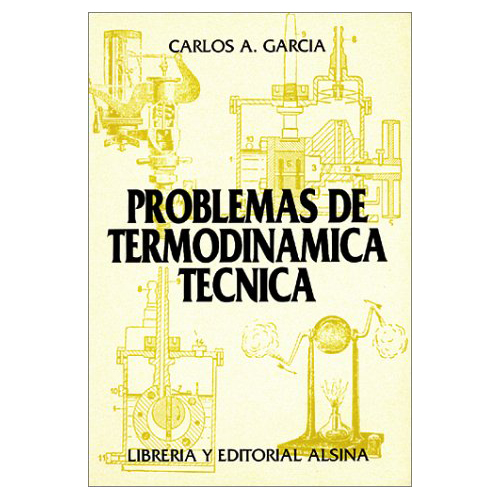 CARLOS A. GARCIA
PROBLEMAS DE
TERMODINAMICA
TECNICA
LIBRERIA Y EDITORIAL ALSINA